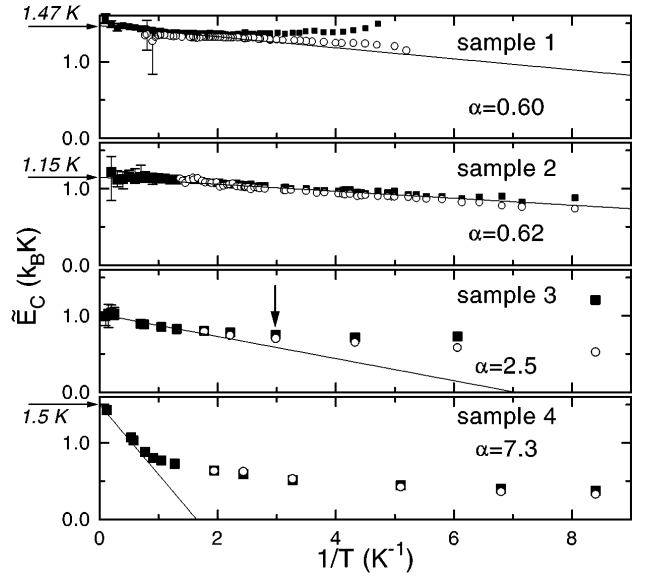 1.47 K
sample 1
1.0
α=0.60
0.0
1.15 K
sample 2
1.0
α=0.62
0.0
sample 3
1.0
α=2.5
0.0
1.5 K
sample 4
1.0
α=7.3
0.0
0 2 4 6 8
1/T (K⁻¹)
Ẽ_C (k_BK)